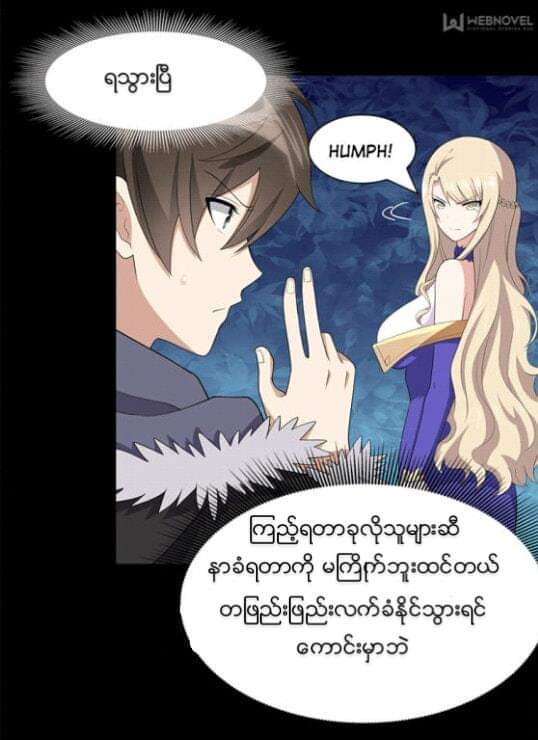 WEBNOVEL
ရသွားပြီ
HUMPH!
ကြည့်ရတာခုလိုသူများဆီ
နာခံရတာကို မကြိုက်ဘူးထင်တယ်
တဖြည်းဖြည်းလက်ခံနိုင်သွားရင်
ကောင်းမှာဘဲ